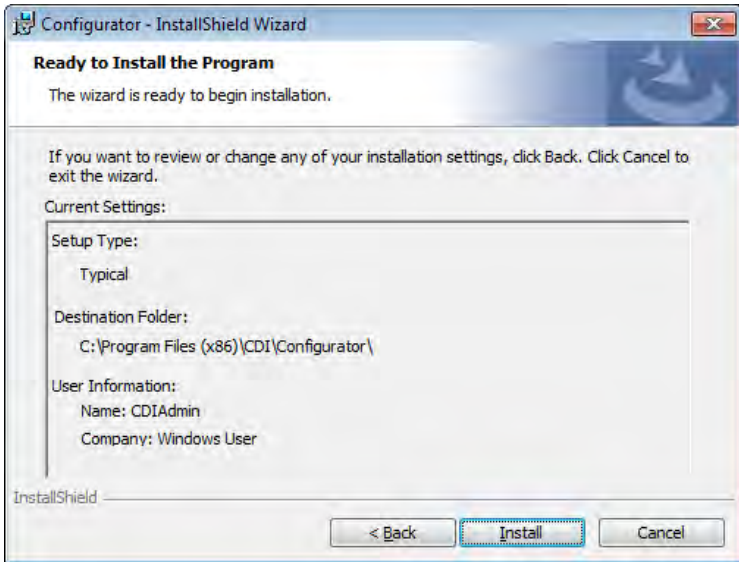 Configurator - InstallShield Wizard
Ready to Install the Program
The wizard is ready to begin installation.
If you want to review or change any of your installation settings, click Back. Click Cancel to
exit the wizard.
Current Settings:
Setup Type:
Typical
Destination Folder:
C:\Program Files (x86)\CDI\Configurator\
User Information:
Name: CDIAdmin
Company: Windows User
InstallShield
< Back
Install
Cancel